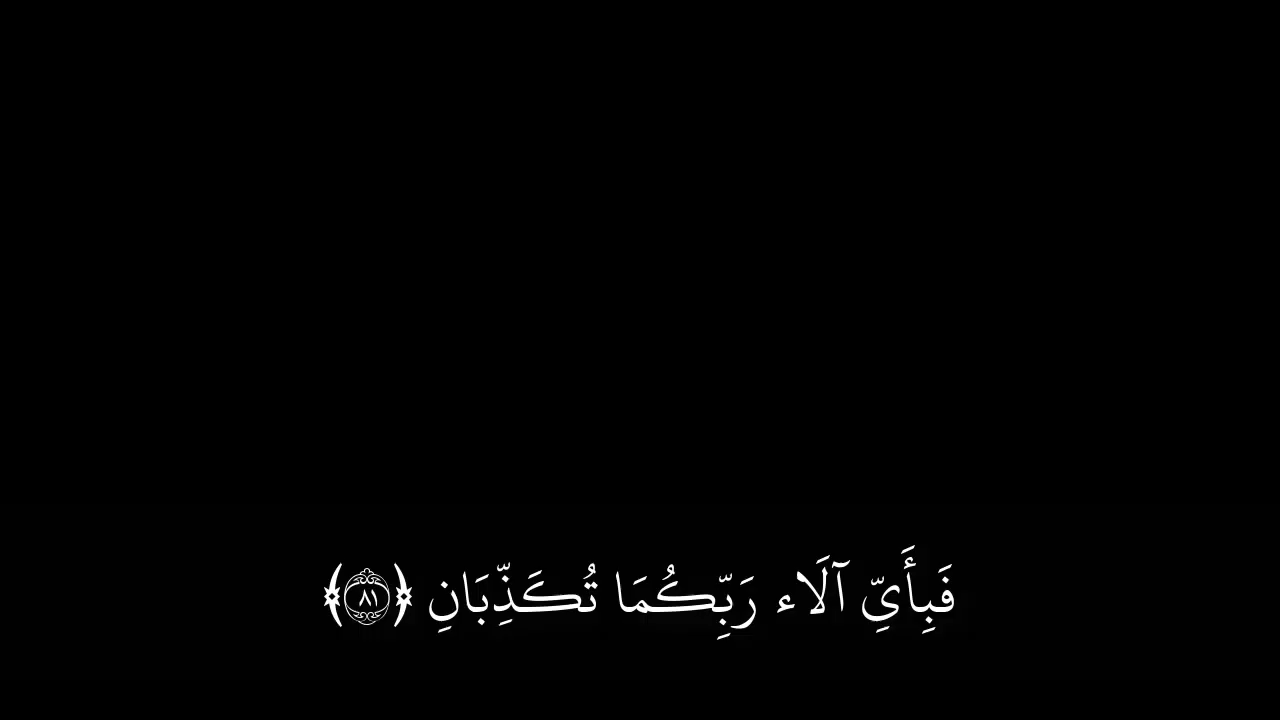 فَبِأَيِّ آلَاء رَبِّكُمَا تُكَذِّبَانِ ﴿٨١﴾